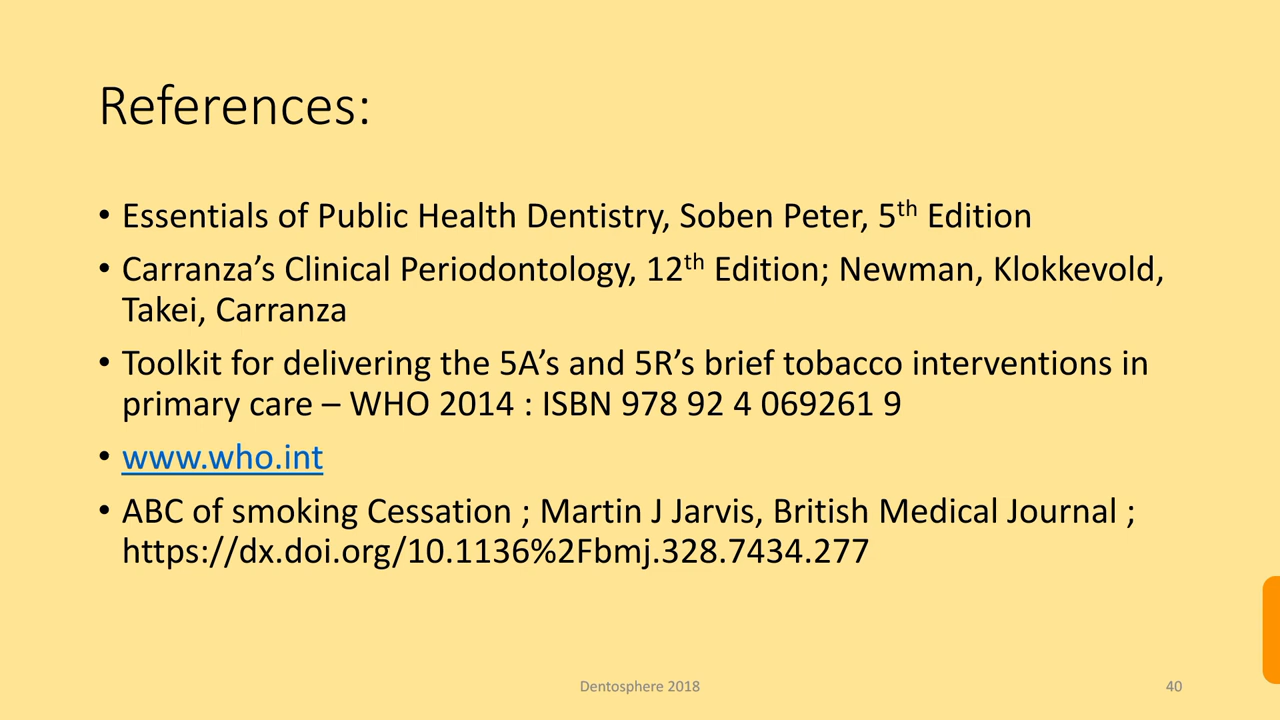 References:
• Essentials of Public Health Dentistry, Soben Peter, 5th Edition
• Carranza’s Clinical Periodontology, 12th Edition; Newman, Klokkevold,
Takei, Carranza
• Toolkit for delivering the 5A’s and 5R’s brief tobacco interventions in
primary care – WHO 2014 : ISBN 978 92 4 069261 9
• www.who.int
• ABC of smoking Cessation ; Martin J Jarvis, British Medical Journal ;
https://dx.doi.org/10.1136%2Fbmj.328.7434.277
Dentosphere 2018
40